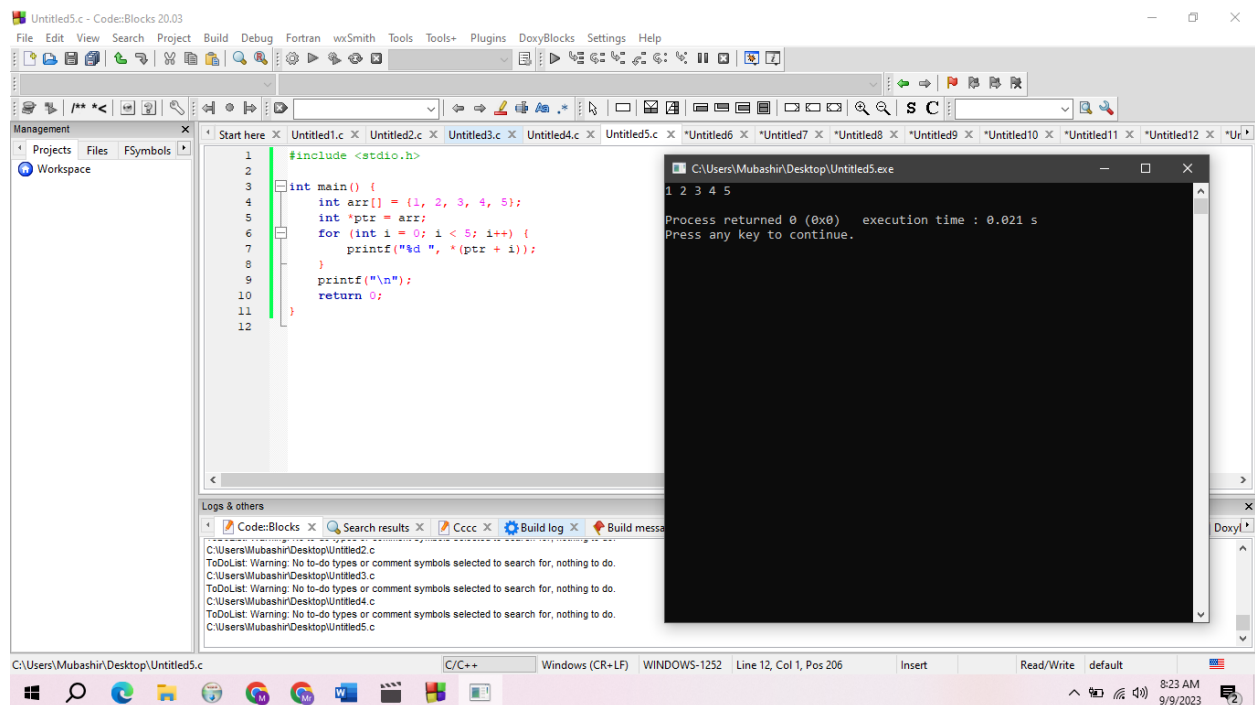 Untitled5.c - Code::Blocks 20.03
File Edit View Search Project Build Debug Fortran wxSmith Tools Tools+ Plugins DoxyBlocks Settings Help
/** *<
S C
Management
Projects Files FSymbols
Workspace
Start here Untitled1.c Untitled2.c Untitled3.c Untitled4.c Untitled5.c *Untitled6 *Untitled7 *Untitled8 *Untitled9 *Untitled10 *Untitled11 *Untitled12
1 #include <stdio.h>
2
3 int main() {
4 int arr[] = {1, 2, 3, 4, 5};
5 int *ptr = arr;
6 for (int i = 0; i < 5; i++) {
7 printf("%d ", *(ptr + i));
8 }
9 printf("\n");
10 return 0;
11 }
12
C:\Users\Mubashir\Desktop\Untitled5.exe
1 2 3 4 5
Process returned 0 (0x0) execution time : 0.021 s
Press any key to continue.
Logs & others
Code::Blocks Search results Cccc Build log Build messa
Doxyl
C:\Users\Mubashir\Desktop\Untitled2.c
ToDoList: Warning: No to-do types or comment symbols selected to search for, nothing to do.
C:\Users\Mubashir\Desktop\Untitled3.c
ToDoList: Warning: No to-do types or comment symbols selected to search for, nothing to do.
C:\Users\Mubashir\Desktop\Untitled4.c
ToDoList: Warning: No to-do types or comment symbols selected to search for, nothing to do.
C:\Users\Mubashir\Desktop\Untitled5.c
C:\Users\Mubashir\Desktop\Untitled5.c C/C++ Windows (CR+LF) WINDOWS-1252 Line 12, Col 1, Pos 206 Insert Read/Write default
8:23 AM
9/9/2023
2